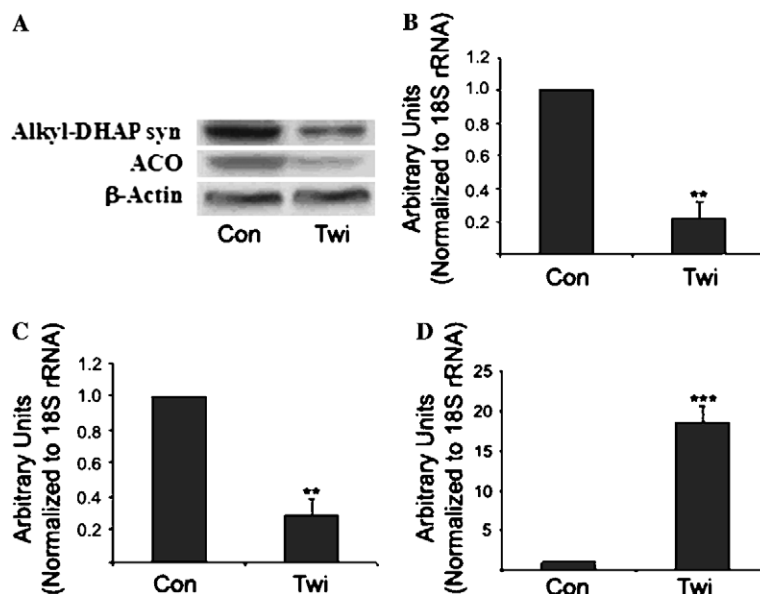 A
Alkyl-DHAP syn
ACO
β-Actin
Con Twi
B
Arbitrary Units
(Normalized to 18S rRNA)
1.2
1.0
0.8
0.6
0.4
0.2
**
Con Twi
C
Arbitrary Units
(Normalized to 18S rRNA)
1.2
1.0
0.8
0.6
0.4
0.2
**
Con Twi
D
Arbitrary Units
(Normalized to 18S rRNA)
25
20
15
10
5
***
Con Twi